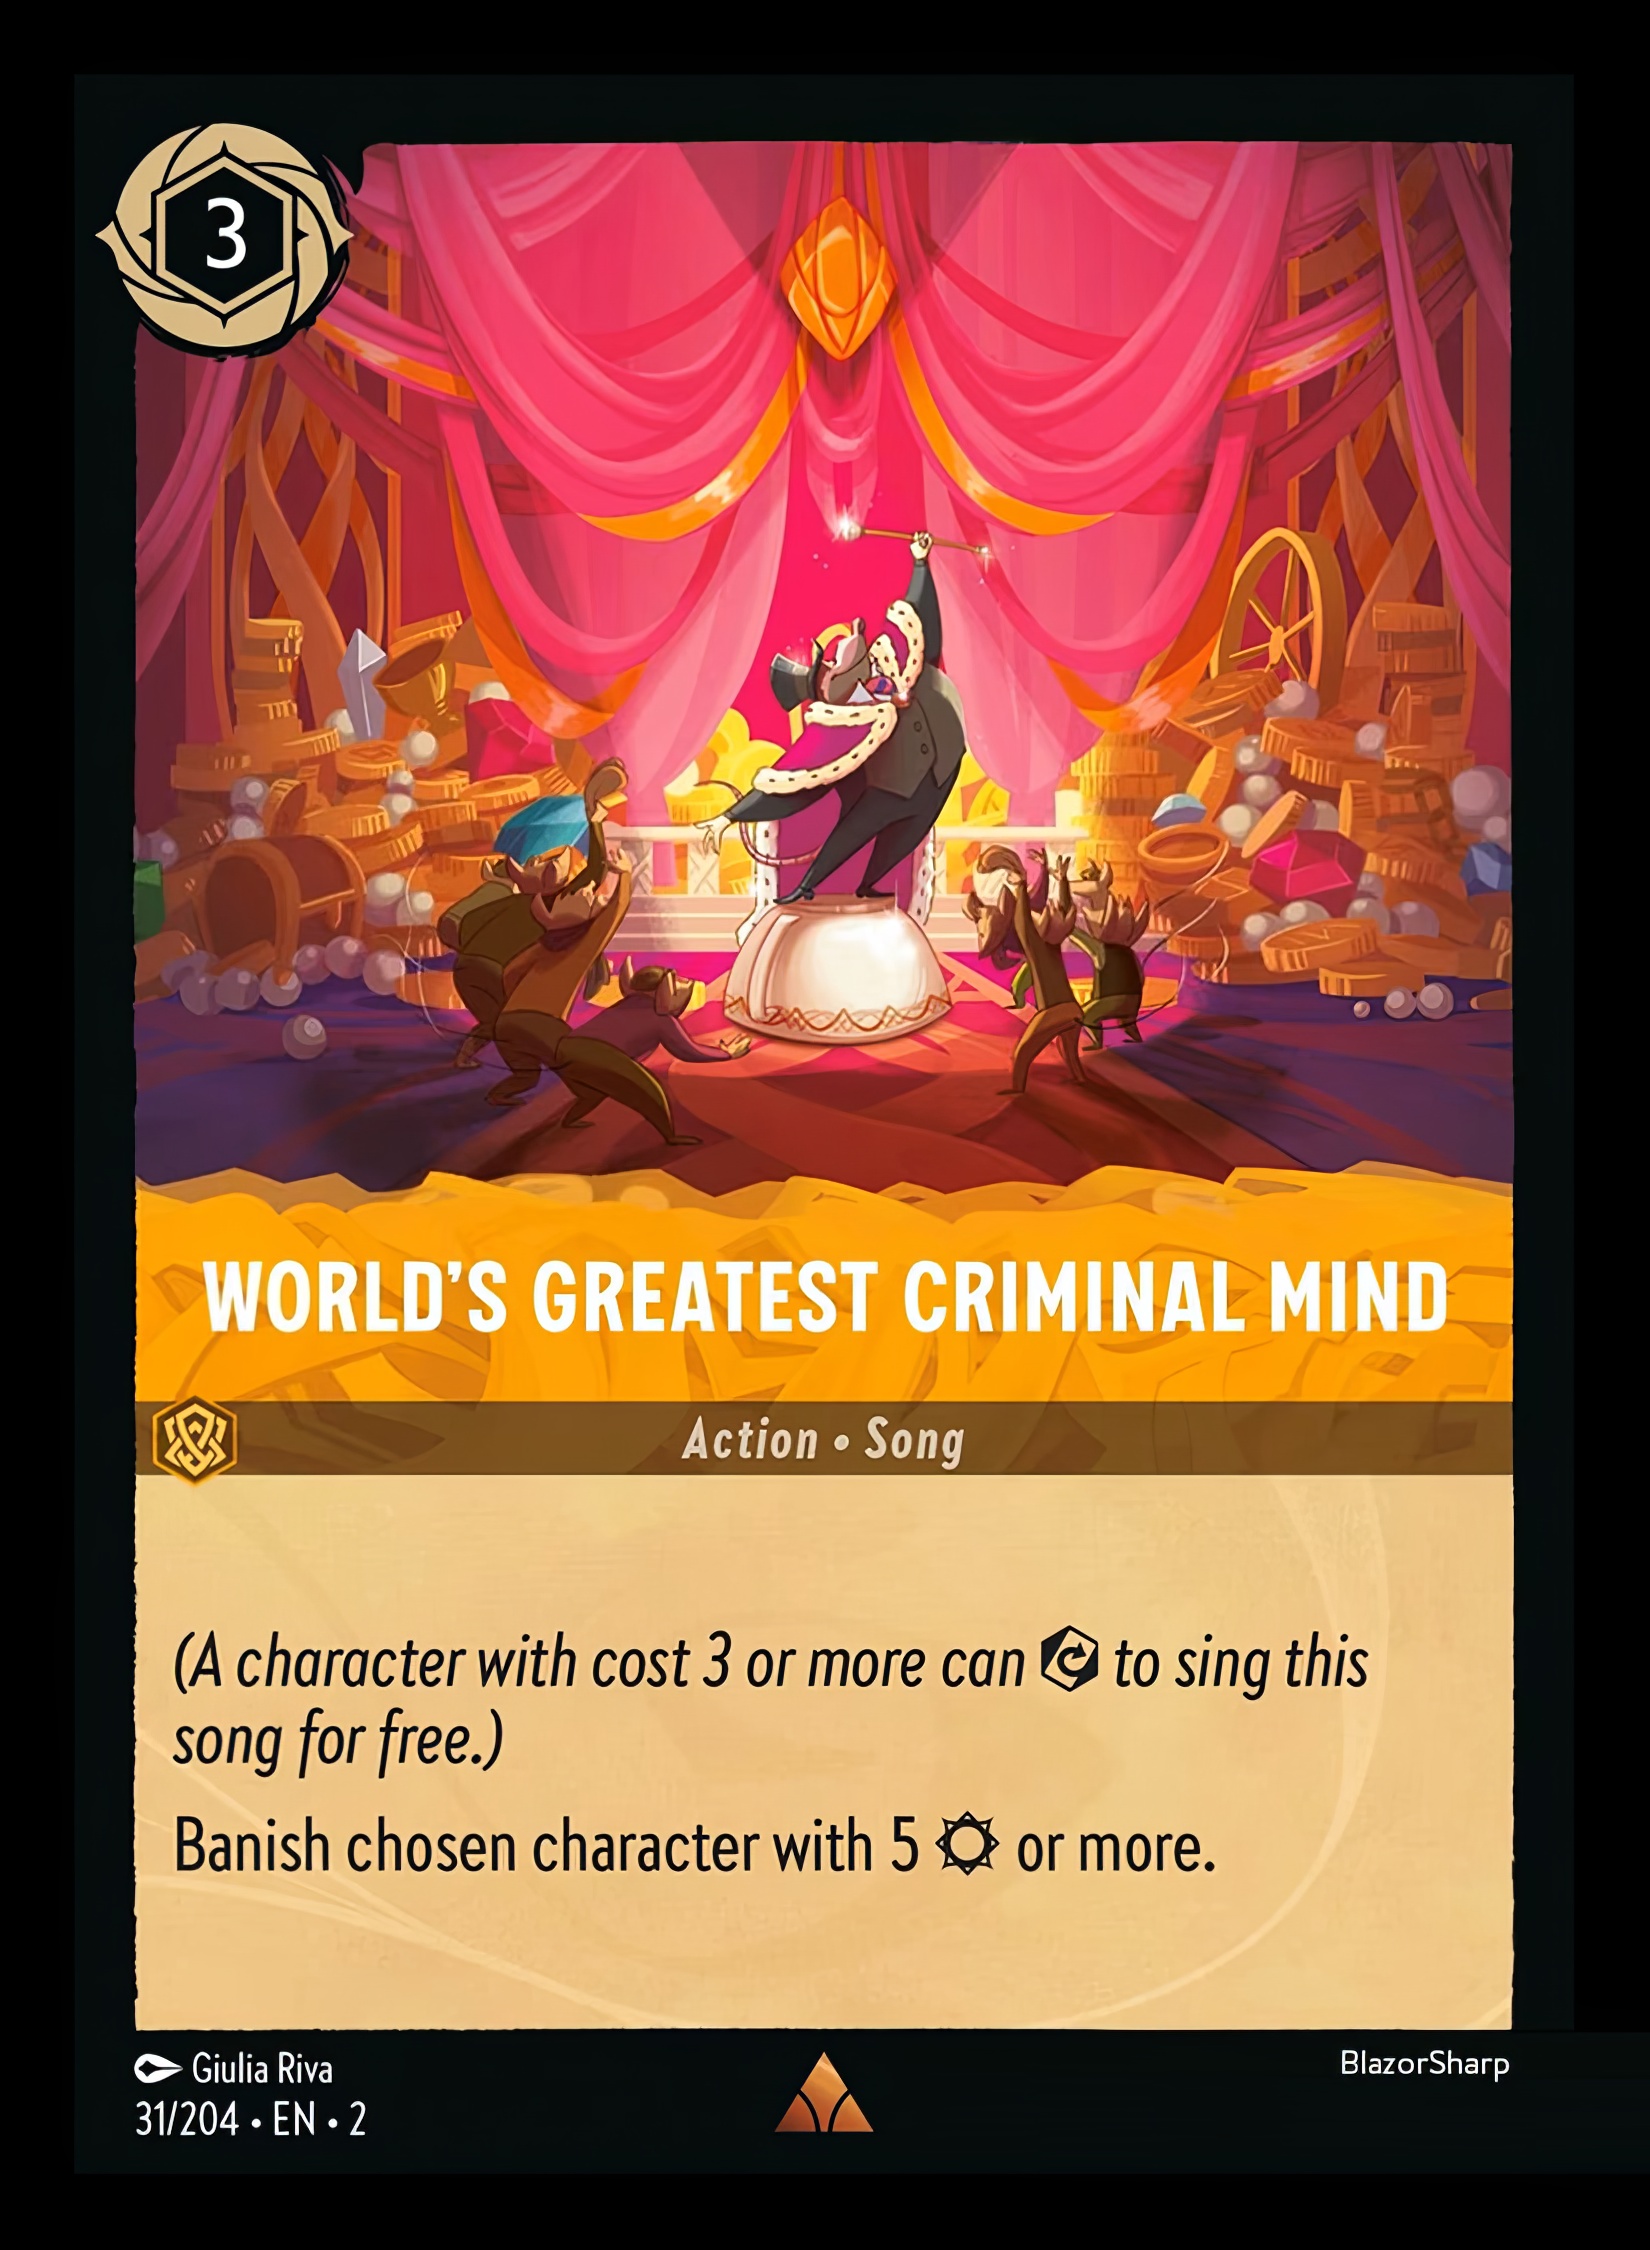 3
WORLD'S GREATEST CRIMINAL MIND
Action • Song
(A character with cost 3 or more can to sing this
song for free.)
Banish chosen character with 5 or more.
Giulia Riva
BlazorSharp
31/204 • EN • 2